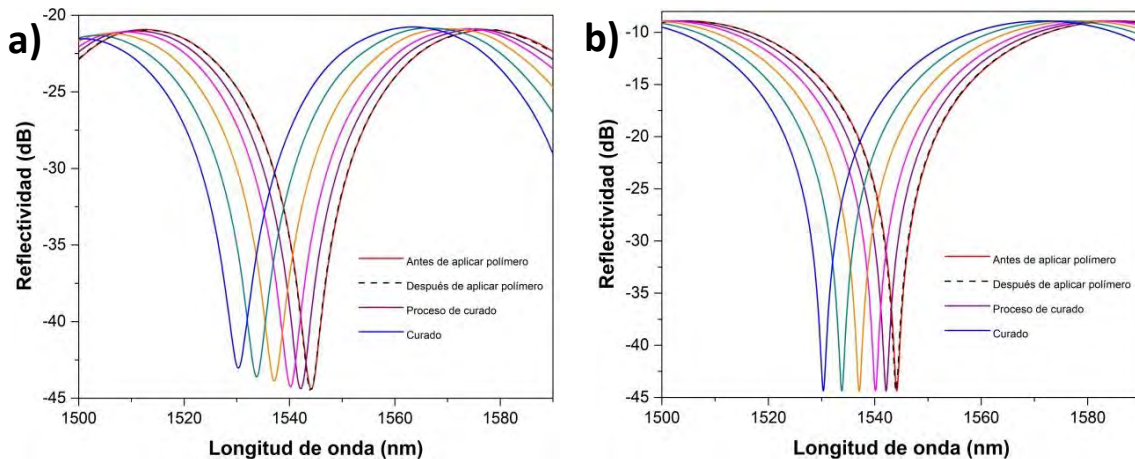 a)
-20
-25
-30
-35
-40
-45
Reflectividad (dB)
1500
1520
1540
1560
1580
Longitud de onda (nm)
Antes de aplicar polímero
Después de aplicar polímero
Proceso de curado
Curado
b)
-10
-15
-20
-25
-30
-35
-40
-45
Reflectividad (dB)
1500
1520
1540
1560
1580
Longitud de onda (nm)
Antes de aplicar polímero
Después de aplicar polímero
Proceso de curado
Curado